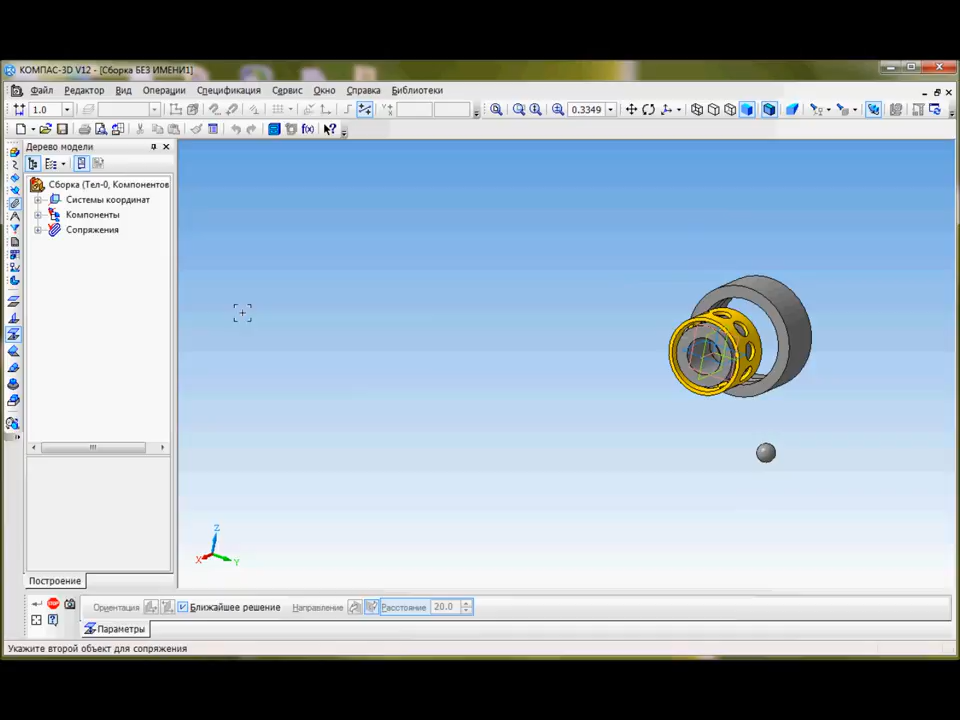 КОМПАС-3D V12 - [Сборка БЕЗ ИМЕНИ1]
Файл Редактор Вид Операции Спецификация Сервис Окно Справка Библиотеки
1.0 0.3349
f(x)
Дерево модели
Сборка (Тел-0, Компонентов
Системы координат
Компоненты
Сопряжения
Z
X
Y
Построение
STOP Ориентация Ближайшее решение Направление Расстояние 20.0
Параметры
Укажите второй объект для сопряжения